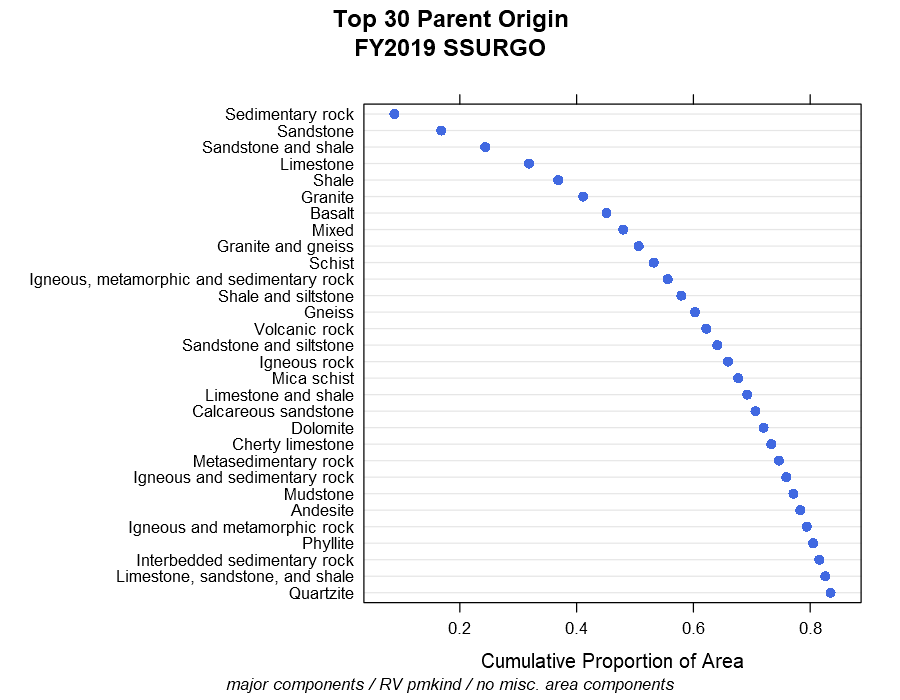 Top 30 Parent Origin
FY2019 SSURGO
Sedimentary rock
Sandstone
Sandstone and shale
Limestone
Shale
Granite
Basalt
Mixed
Granite and gneiss
Schist
Igneous, metamorphic and sedimentary rock
Shale and siltstone
Gneiss
Volcanic rock
Sandstone and siltstone
Igneous rock
Mica schist
Limestone and shale
Calcareous sandstone
Dolomite
Cherty limestone
Metasedimentary rock
Igneous and sedimentary rock
Mudstone
Andesite
Igneous and metamorphic rock
Phyllite
Interbedded sedimentary rock
Limestone, sandstone, and shale
Quartzite
0.2 0.4 0.6 0.8
Cumulative Proportion of Area
major components / RV pmkind / no misc. area components